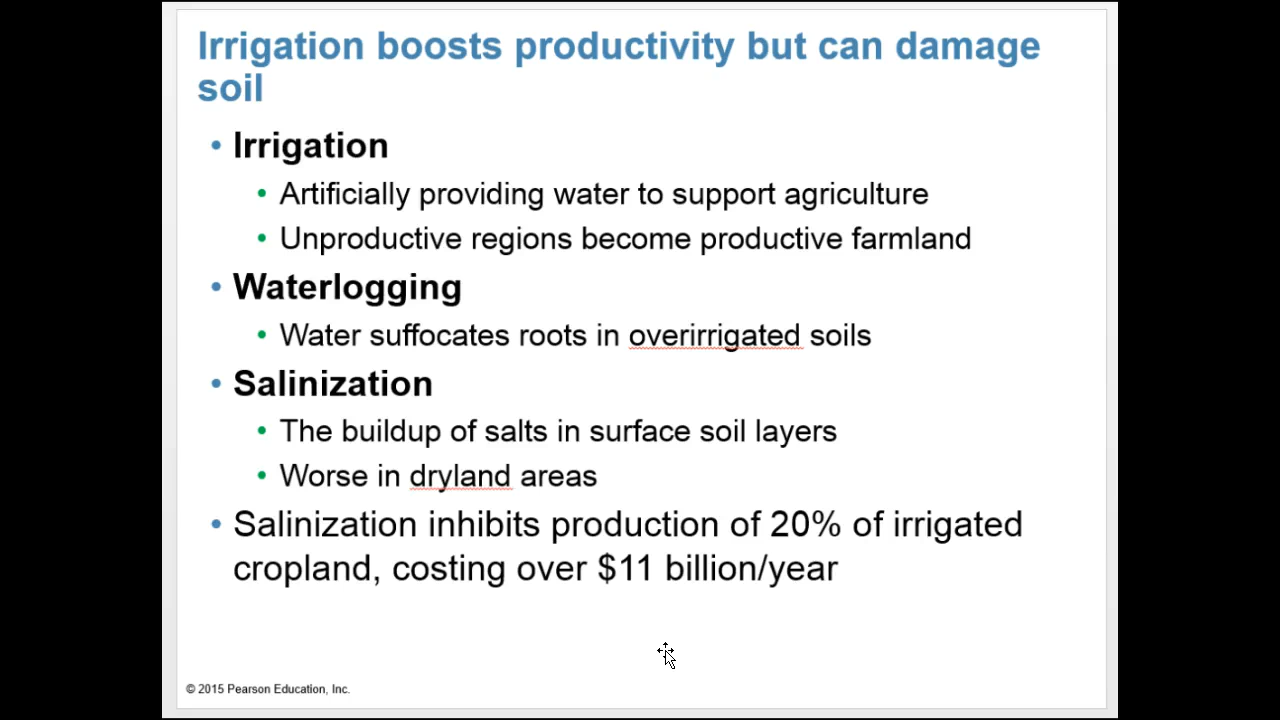 Irrigation boosts productivity but can damage
soil
• Irrigation
• Artificially providing water to support agriculture
• Unproductive regions become productive farmland
• Waterlogging
• Water suffocates roots in overirrigated soils
• Salinization
• The buildup of salts in surface soil layers
• Worse in dryland areas
• Salinization inhibits production of 20% of irrigated
cropland, costing over $11 billion/year
© 2015 Pearson Education, Inc.